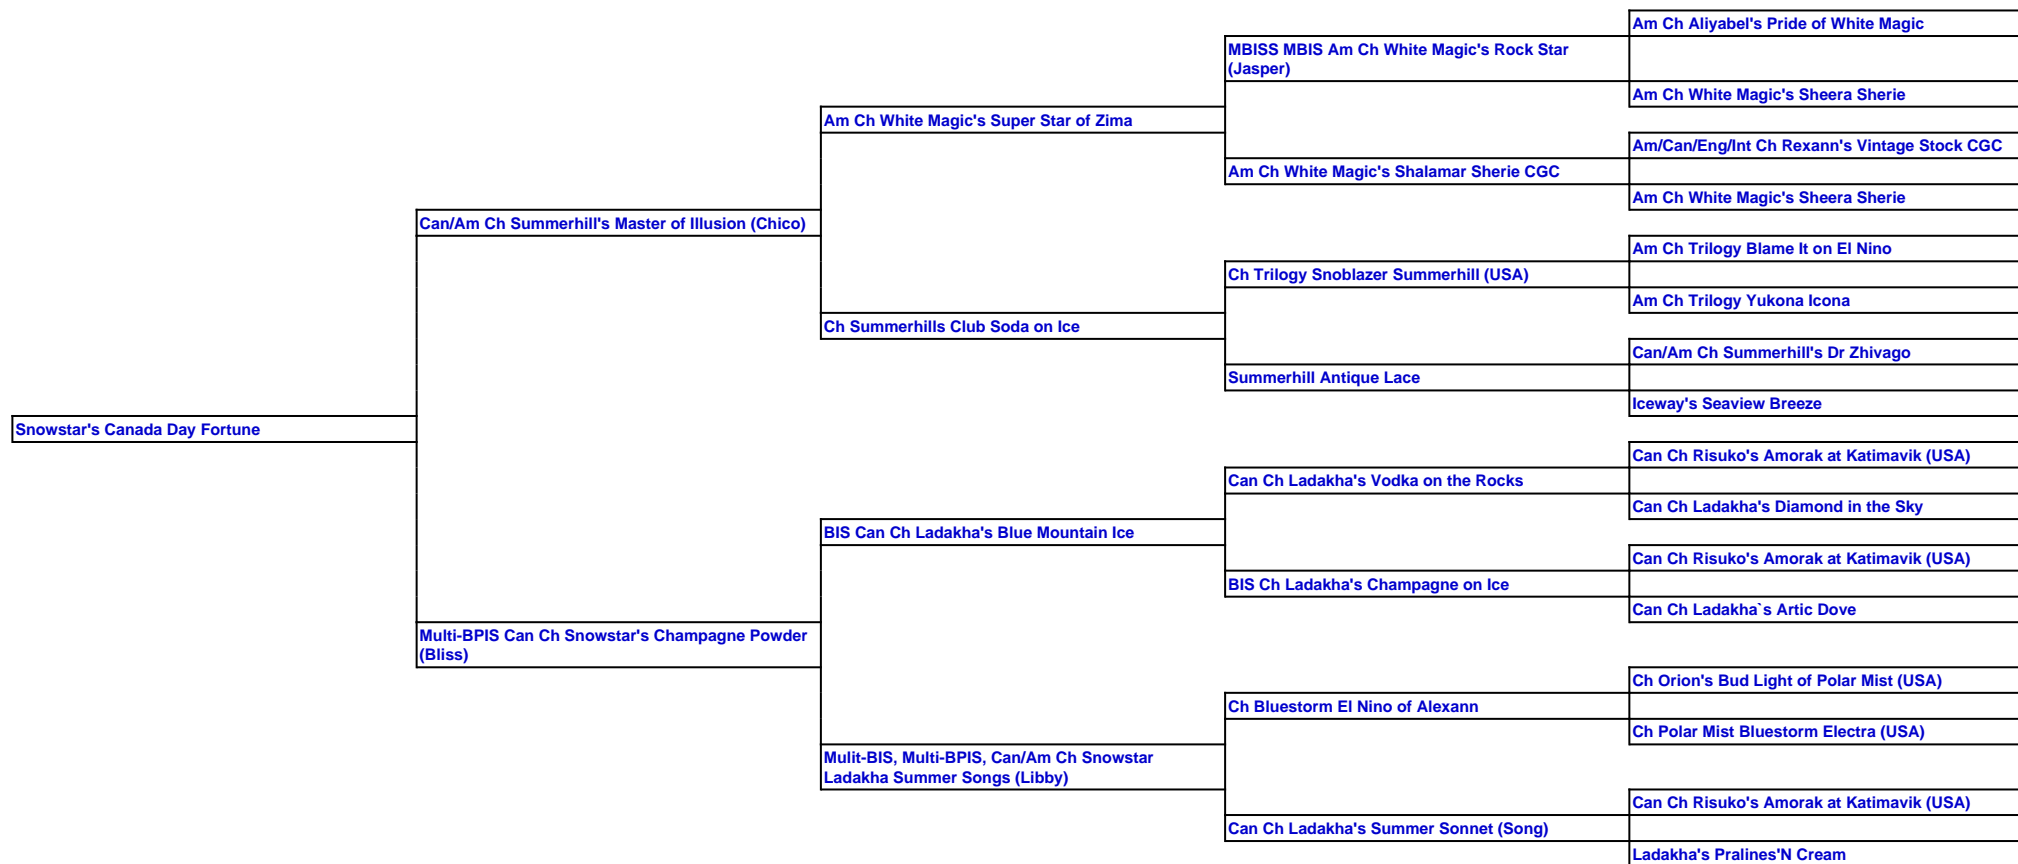 Am Ch Aliyabel's Pride of White Magic
MBISS MBIS Am Ch White Magic's Rock Star
(Jasper)
Am Ch White Magic's Sheera Sherie
Am Ch White Magic's Super Star of Zima
Am/Can/Eng/Int Ch Rexann's Vintage Stock CGC
Am Ch White Magic's Shalamar Sherie CGC
Am Ch White Magic's Sheera Sherie
Can/Am Ch Summerhill's Master of Illusion (Chico)
Am Ch Trilogy Blame It on El Nino
Ch Trilogy Snoblazer Summerhill (USA)
Am Ch Trilogy Yukona Icona
Ch Summerhills Club Soda on Ice
Can/Am Ch Summerhill's Dr Zhivago
Summerhill Antique Lace
Iceway's Seaview Breeze
Snowstar's Canada Day Fortune
Can Ch Risuko's Amorak at Katimavik (USA)
Can Ch Ladakha's Vodka on the Rocks
Can Ch Ladakha's Diamond in the Sky
BIS Can Ch Ladakha's Blue Mountain Ice
Can Ch Risuko's Amorak at Katimavik (USA)
BIS Ch Ladakha's Champagne on Ice
Can Ch Ladakha`s Artic Dove
Multi-BPIS Can Ch Snowstar's Champagne Powder
(Bliss)
Ch Orion's Bud Light of Polar Mist (USA)
Ch Bluestorm El Nino of Alexann
Ch Polar Mist Bluestorm Electra (USA)
Mulit-BIS, Multi-BPIS, Can/Am Ch Snowstar
Ladakha Summer Songs (Libby)
Can Ch Risuko's Amorak at Katimavik (USA)
Can Ch Ladakha's Summer Sonnet (Song)
Ladakha's Pralines'N Cream